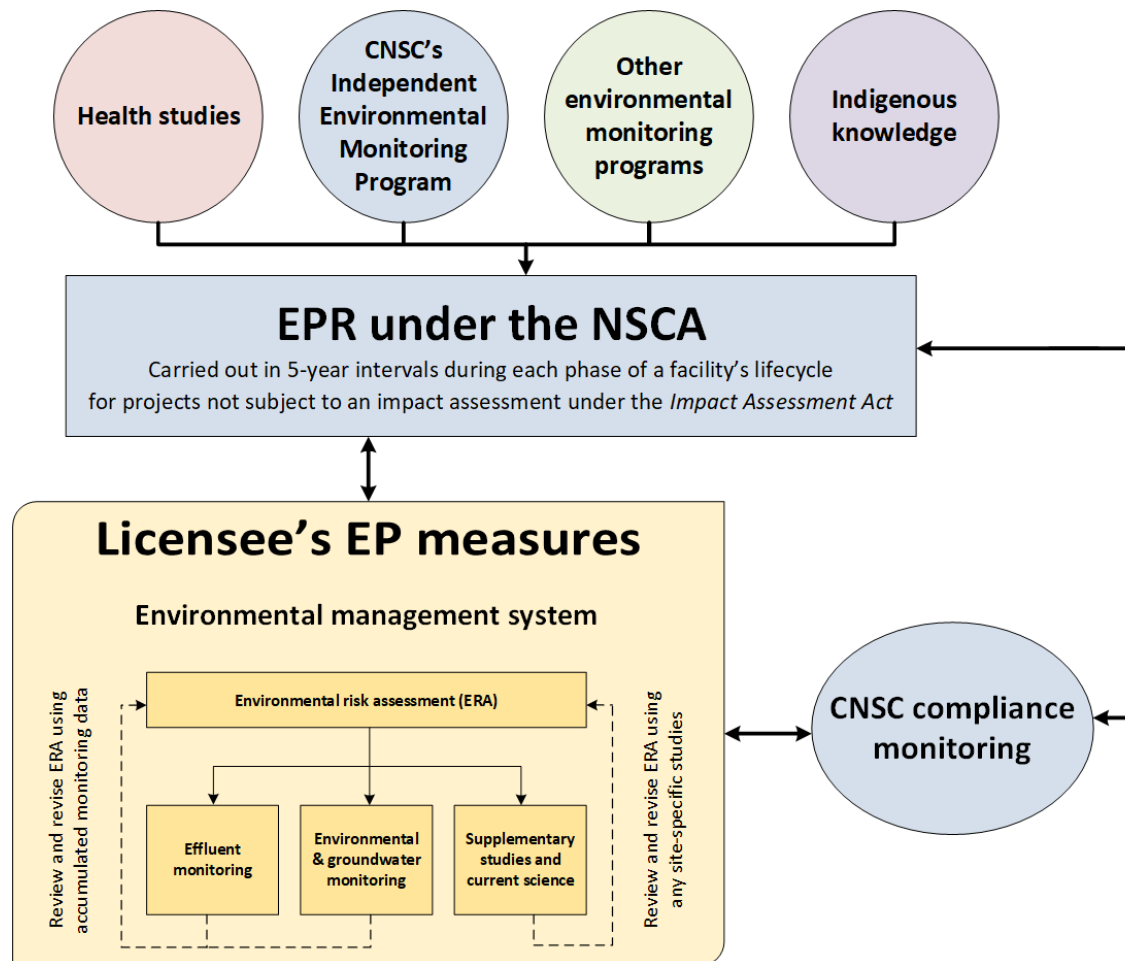 Health studies
CNSC’s
Independent
Environmental
Monitoring
Program
Other
environmental
monitoring
programs
Indigenous
knowledge
EPR under the NSCA
Carried out in 5-year intervals during each phase of a facility’s lifecycle
for projects not subject to an impact assessment under the Impact Assessment Act
Licensee’s EP measures
Environmental management system
Review and revise ERA using
accumulated monitoring data
Environmental risk assessment (ERA)
Effluent
monitoring
Environmental
& groundwater
monitoring
Supplementary
studies and
current science
Review and revise ERA using
any site-specific studies
CNSC compliance
monitoring